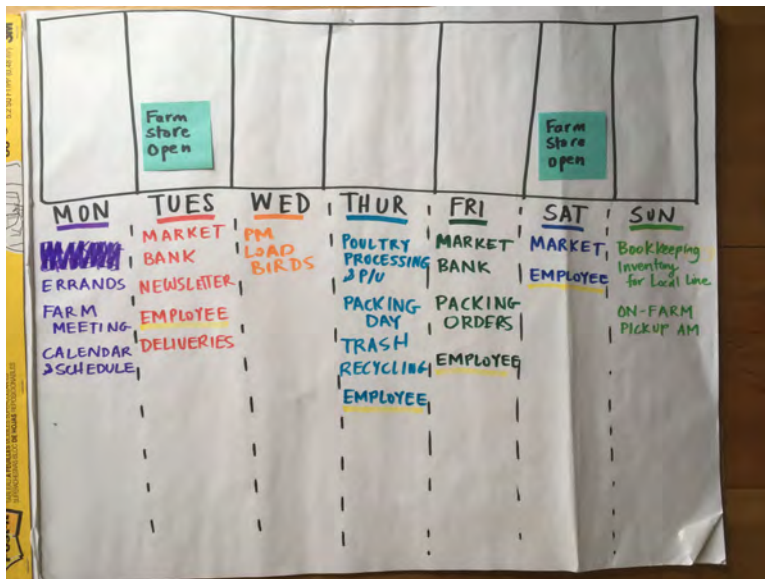 Farm
Store
Open
Farm
Store
Open
MON
ERRANDS
FARM
MEETING
CALENDAR
& SCHEDULE
TUES
MARKET
BANK
NEWSLETTER
EMPLOYEE
DELIVERIES
WED
PM
LOAD
BIRDS
THUR
POULTRY
PROCESSING
& P/U
PACKING
DAY
TRASH
RECYCLING
EMPLOYEE
FRI
MARKET
BANK
PACKING
ORDERS
EMPLOYEE
SAT
MARKET
EMPLOYEE
SUN
Bookkeeping
Inventory
for Local Line
ON-FARM
PICKUP AM